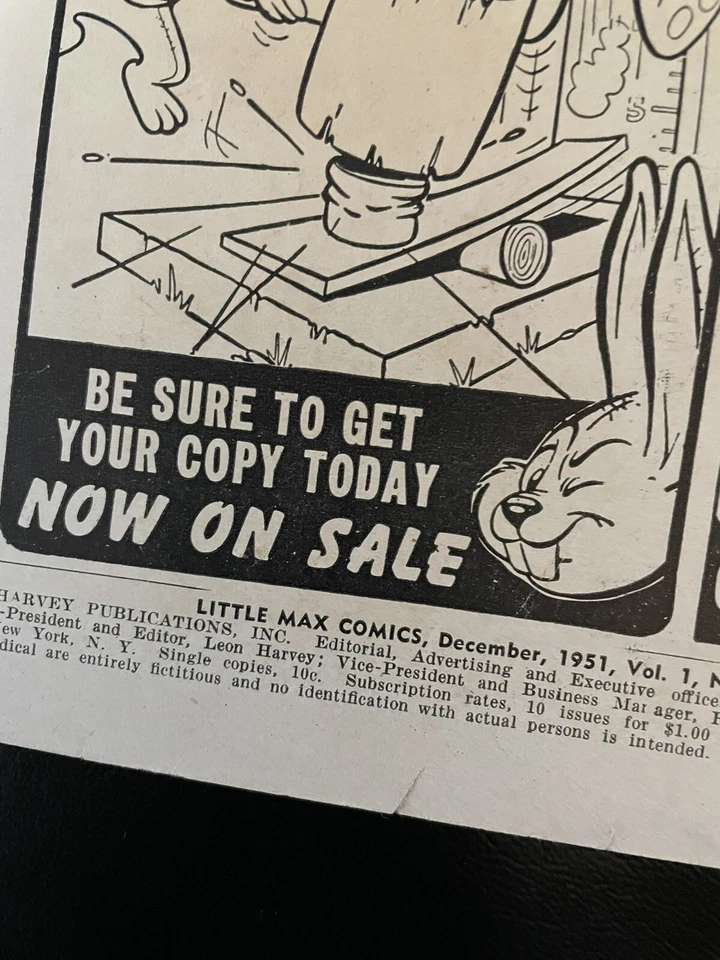 BE SURE TO GET
YOUR COPY TODAY
NOW ON SALE
LITTLE MAX COMICS, December, 1951, Vol. 1, N
HARVEY PUBLICATIONS, INC. Editorial, Advertising and Executive office
-President and Editor, Leon Harvey; Vice-President and Business Manager,
ew York, N. Y. Single copies, 10c. Subscription rates, 10 issues for $1.00
dical are entirely fictitious and no identification with actual persons is intended.